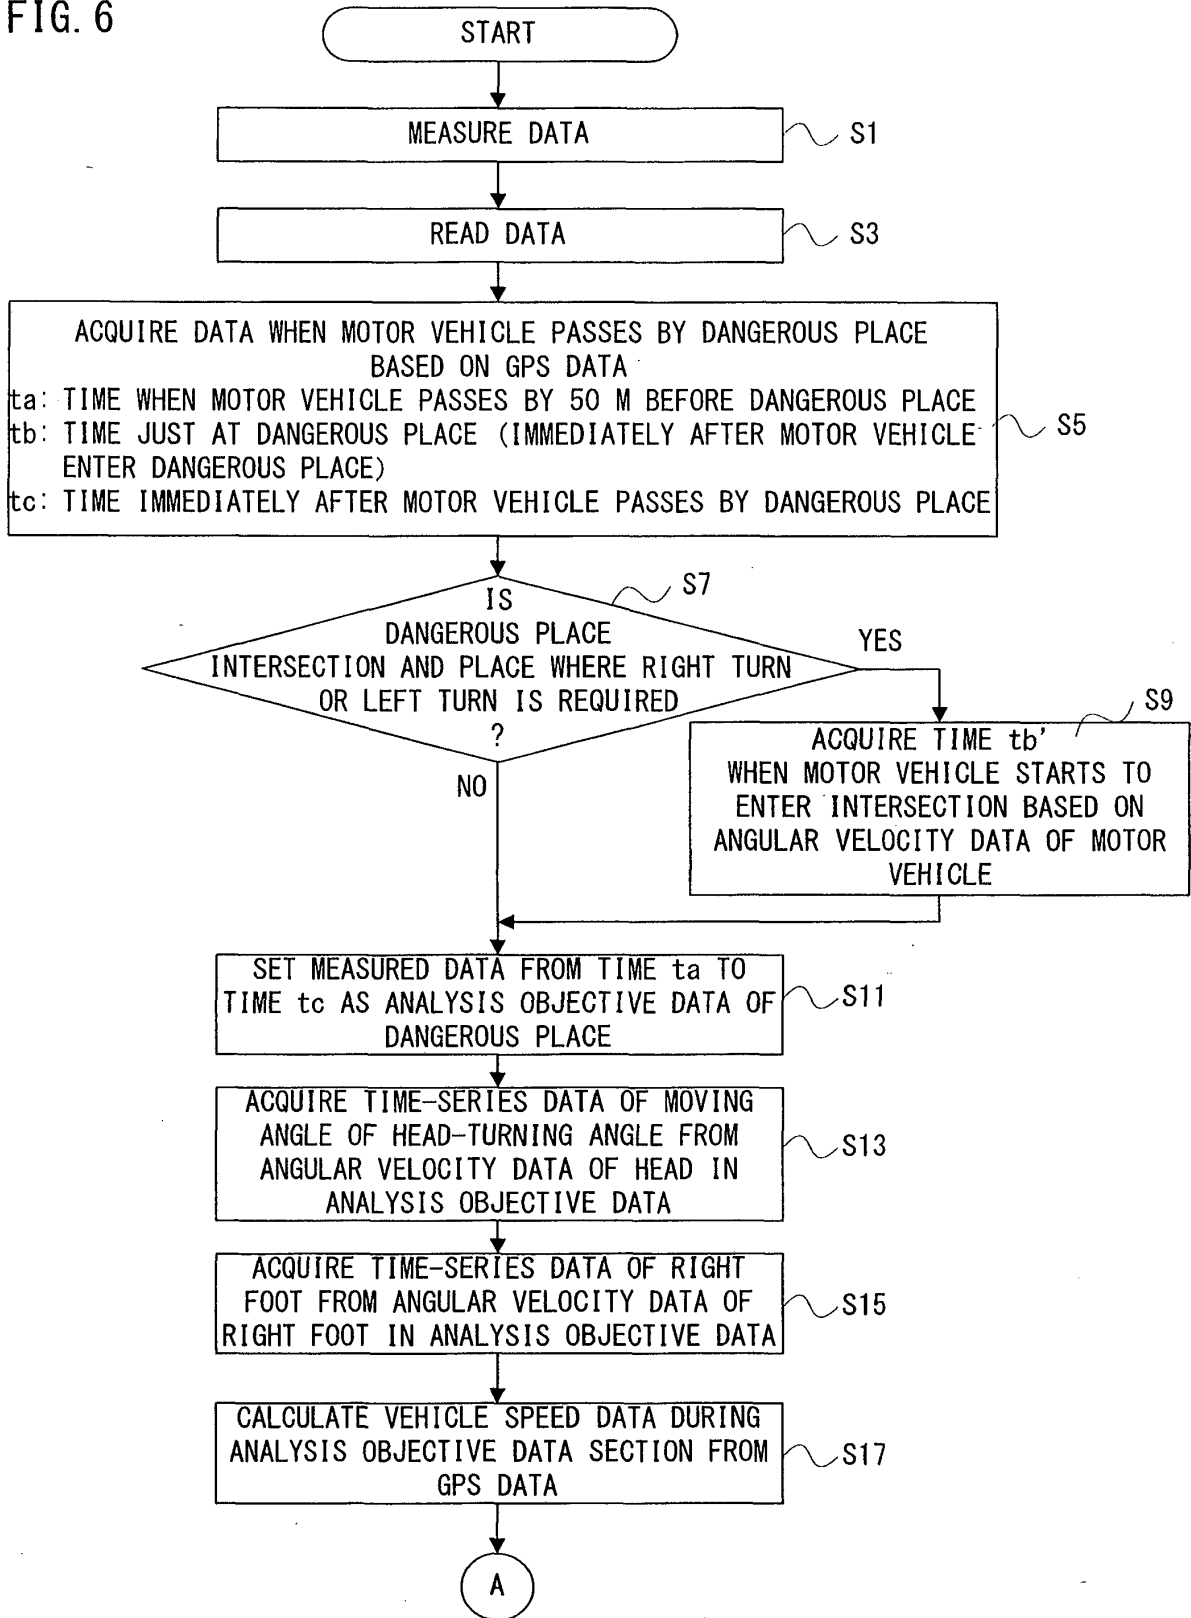 FIG. 6
START
MEASURE DATA
S1
READ DATA
S3
ACQUIRE DATA WHEN MOTOR VEHICLE PASSES BY DANGEROUS PLACE
BASED ON GPS DATA
ta: TIME WHEN MOTOR VEHICLE PASSES BY 50 M BEFORE DANGEROUS PLACE
tb: TIME JUST AT DANGEROUS PLACE (IMMEDIATELY AFTER MOTOR VEHICLE
ENTER DANGEROUS PLACE)
tc: TIME IMMEDIATELY AFTER MOTOR VEHICLE PASSES BY DANGEROUS PLACE
S5
S7
IS
DANGEROUS PLACE
INTERSECTION AND PLACE WHERE RIGHT TURN
OR LEFT TURN IS REQUIRED
?
YES
NO
S9
ACQUIRE TIME tb'
WHEN MOTOR VEHICLE STARTS TO
ENTER INTERSECTION BASED ON
ANGULAR VELOCITY DATA OF MOTOR
VEHICLE
SET MEASURED DATA FROM TIME ta TO
TIME tc AS ANALYSIS OBJECTIVE DATA OF
DANGEROUS PLACE
S11
ACQUIRE TIME-SERIES DATA OF MOVING
ANGLE OF HEAD-TURNING ANGLE FROM
ANGULAR VELOCITY DATA OF HEAD IN
ANALYSIS OBJECTIVE DATA
S13
ACQUIRE TIME-SERIES DATA OF RIGHT
FOOT FROM ANGULAR VELOCITY DATA OF
RIGHT FOOT IN ANALYSIS OBJECTIVE DATA
S15
CALCULATE VEHICLE SPEED DATA DURING
ANALYSIS OBJECTIVE DATA SECTION FROM
GPS DATA
S17
A